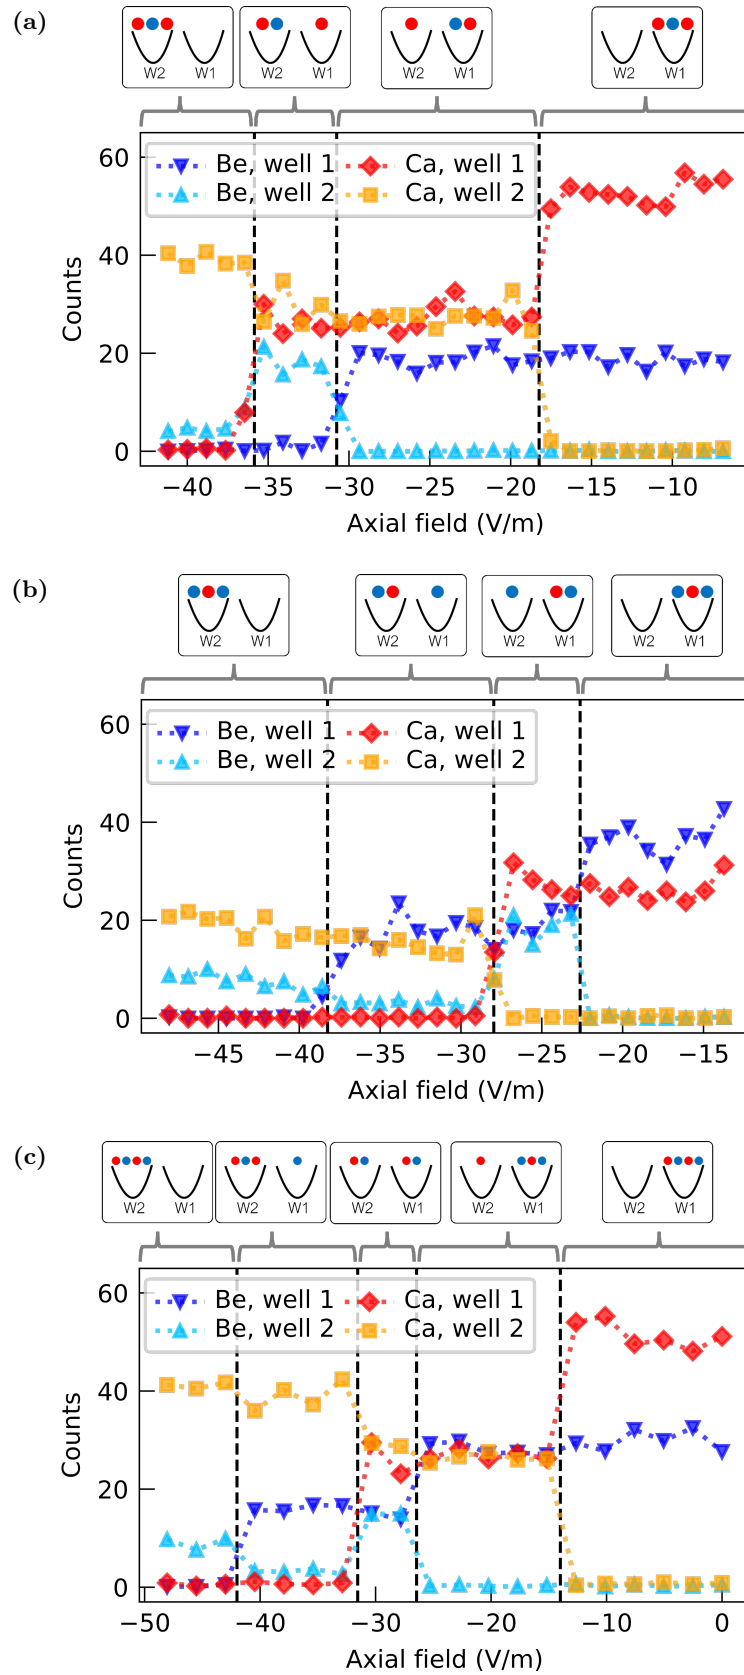 (a)
W2 W1 W2 W1 W2 W1 W2 W1
Be, well 1 Ca, well 1
Be, well 2 Ca, well 2
60
40
20
0
Counts
−40 −35 −30 −25 −20 −15 −10
Axial field (V/m)
(b)
W2 W1 W2 W1 W2 W1 W2 W1
Be, well 1 Ca, well 1
Be, well 2 Ca, well 2
60
40
20
0
Counts
−45 −40 −35 −30 −25 −20 −15
Axial field (V/m)
(c)
W2 W1 W2 W1 W2 W1 W2 W1 W2 W1
Be, well 1 Ca, well 1
Be, well 2 Ca, well 2
60
40
20
0
Counts
−50 −40 −30 −20 −10 0
Axial field (V/m)